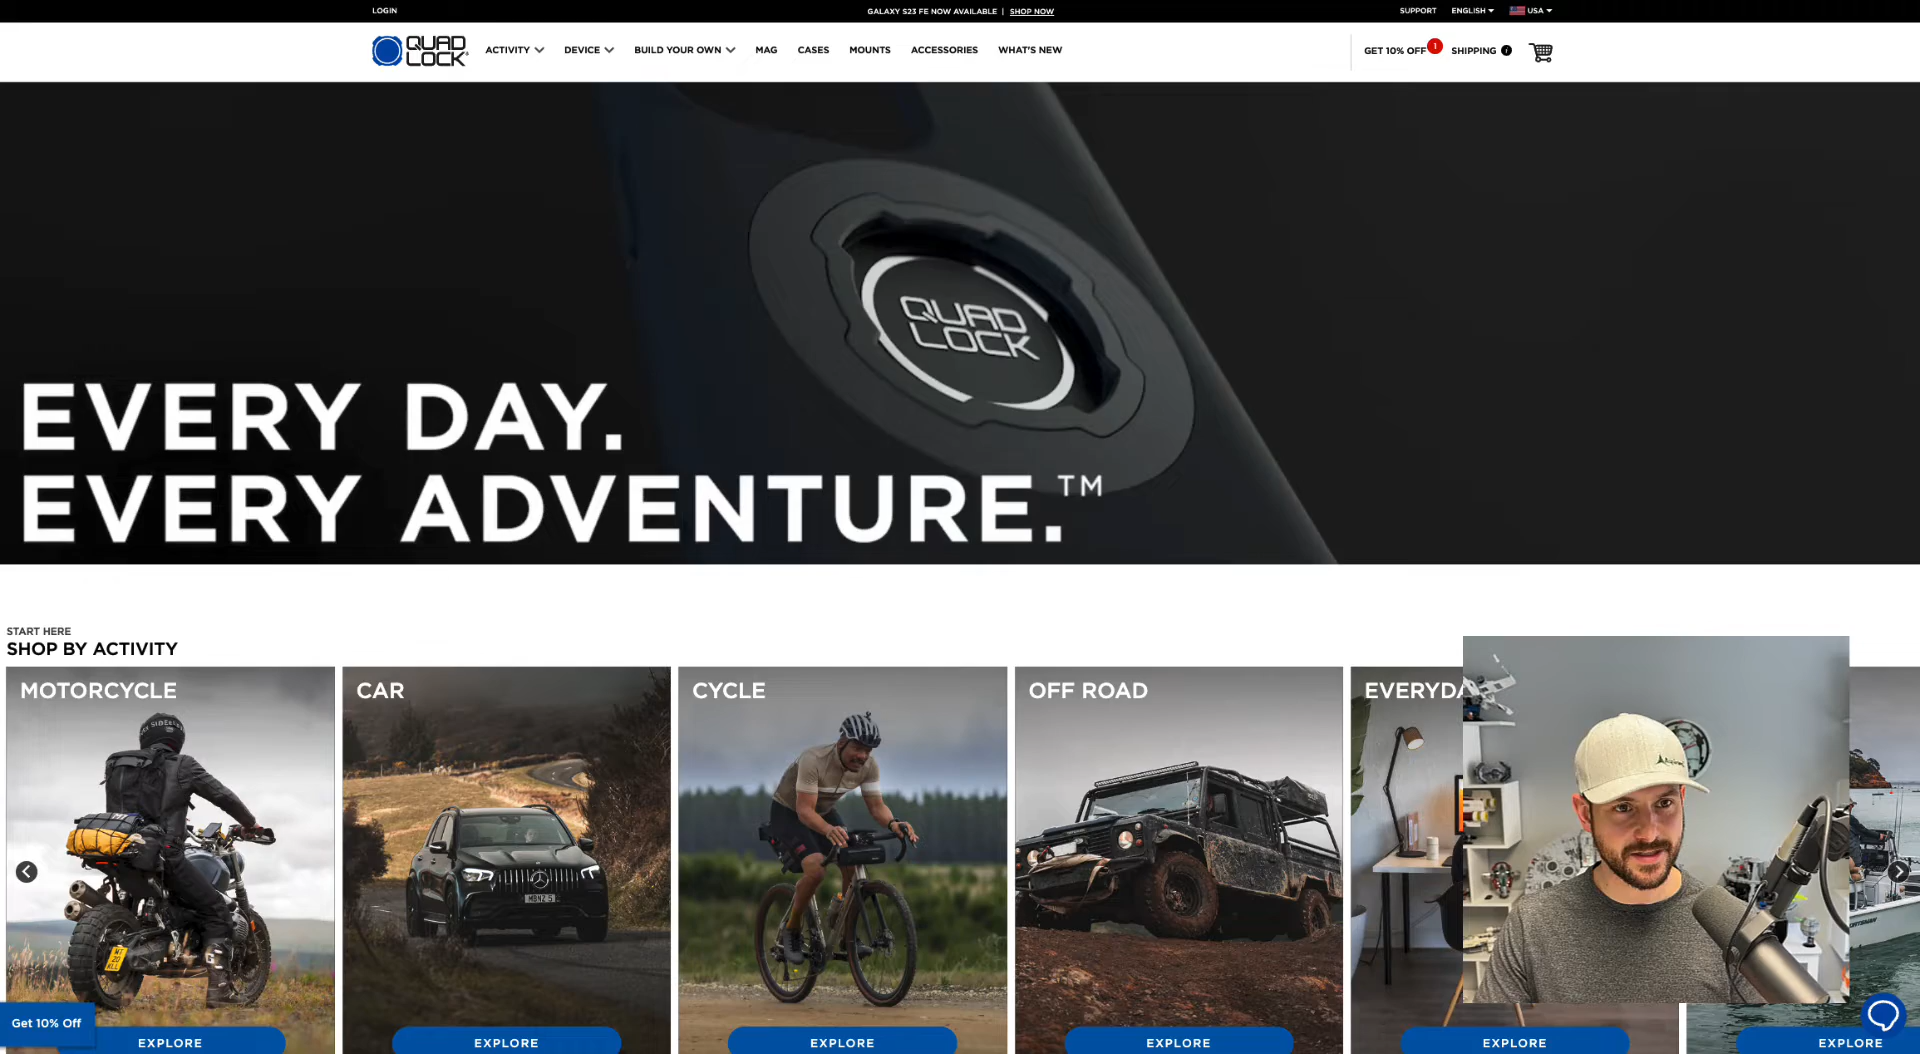 LOGIN
GALAXY S23 FE NOW AVAILABLE | SHOP NOW
SUPPORT
ENGLISH
USA
QUAD
LOCK
ACTIVITY
DEVICE
BUILD YOUR OWN
MAG
CASES
MOUNTS
ACCESSORIES
WHAT'S NEW
GET 10% OFF
1
SHIPPING
QUAD
LOCK
EVERY DAY.
EVERY ADVENTURE.™
START HERE
SHOP BY ACTIVITY
MOTORCYCLE
CAR
CYCLE
OFF ROAD
EVERYDA
Get 10% Off
EXPLORE
EXPLORE
EXPLORE
EXPLORE
EXPLORE
EXPLORE